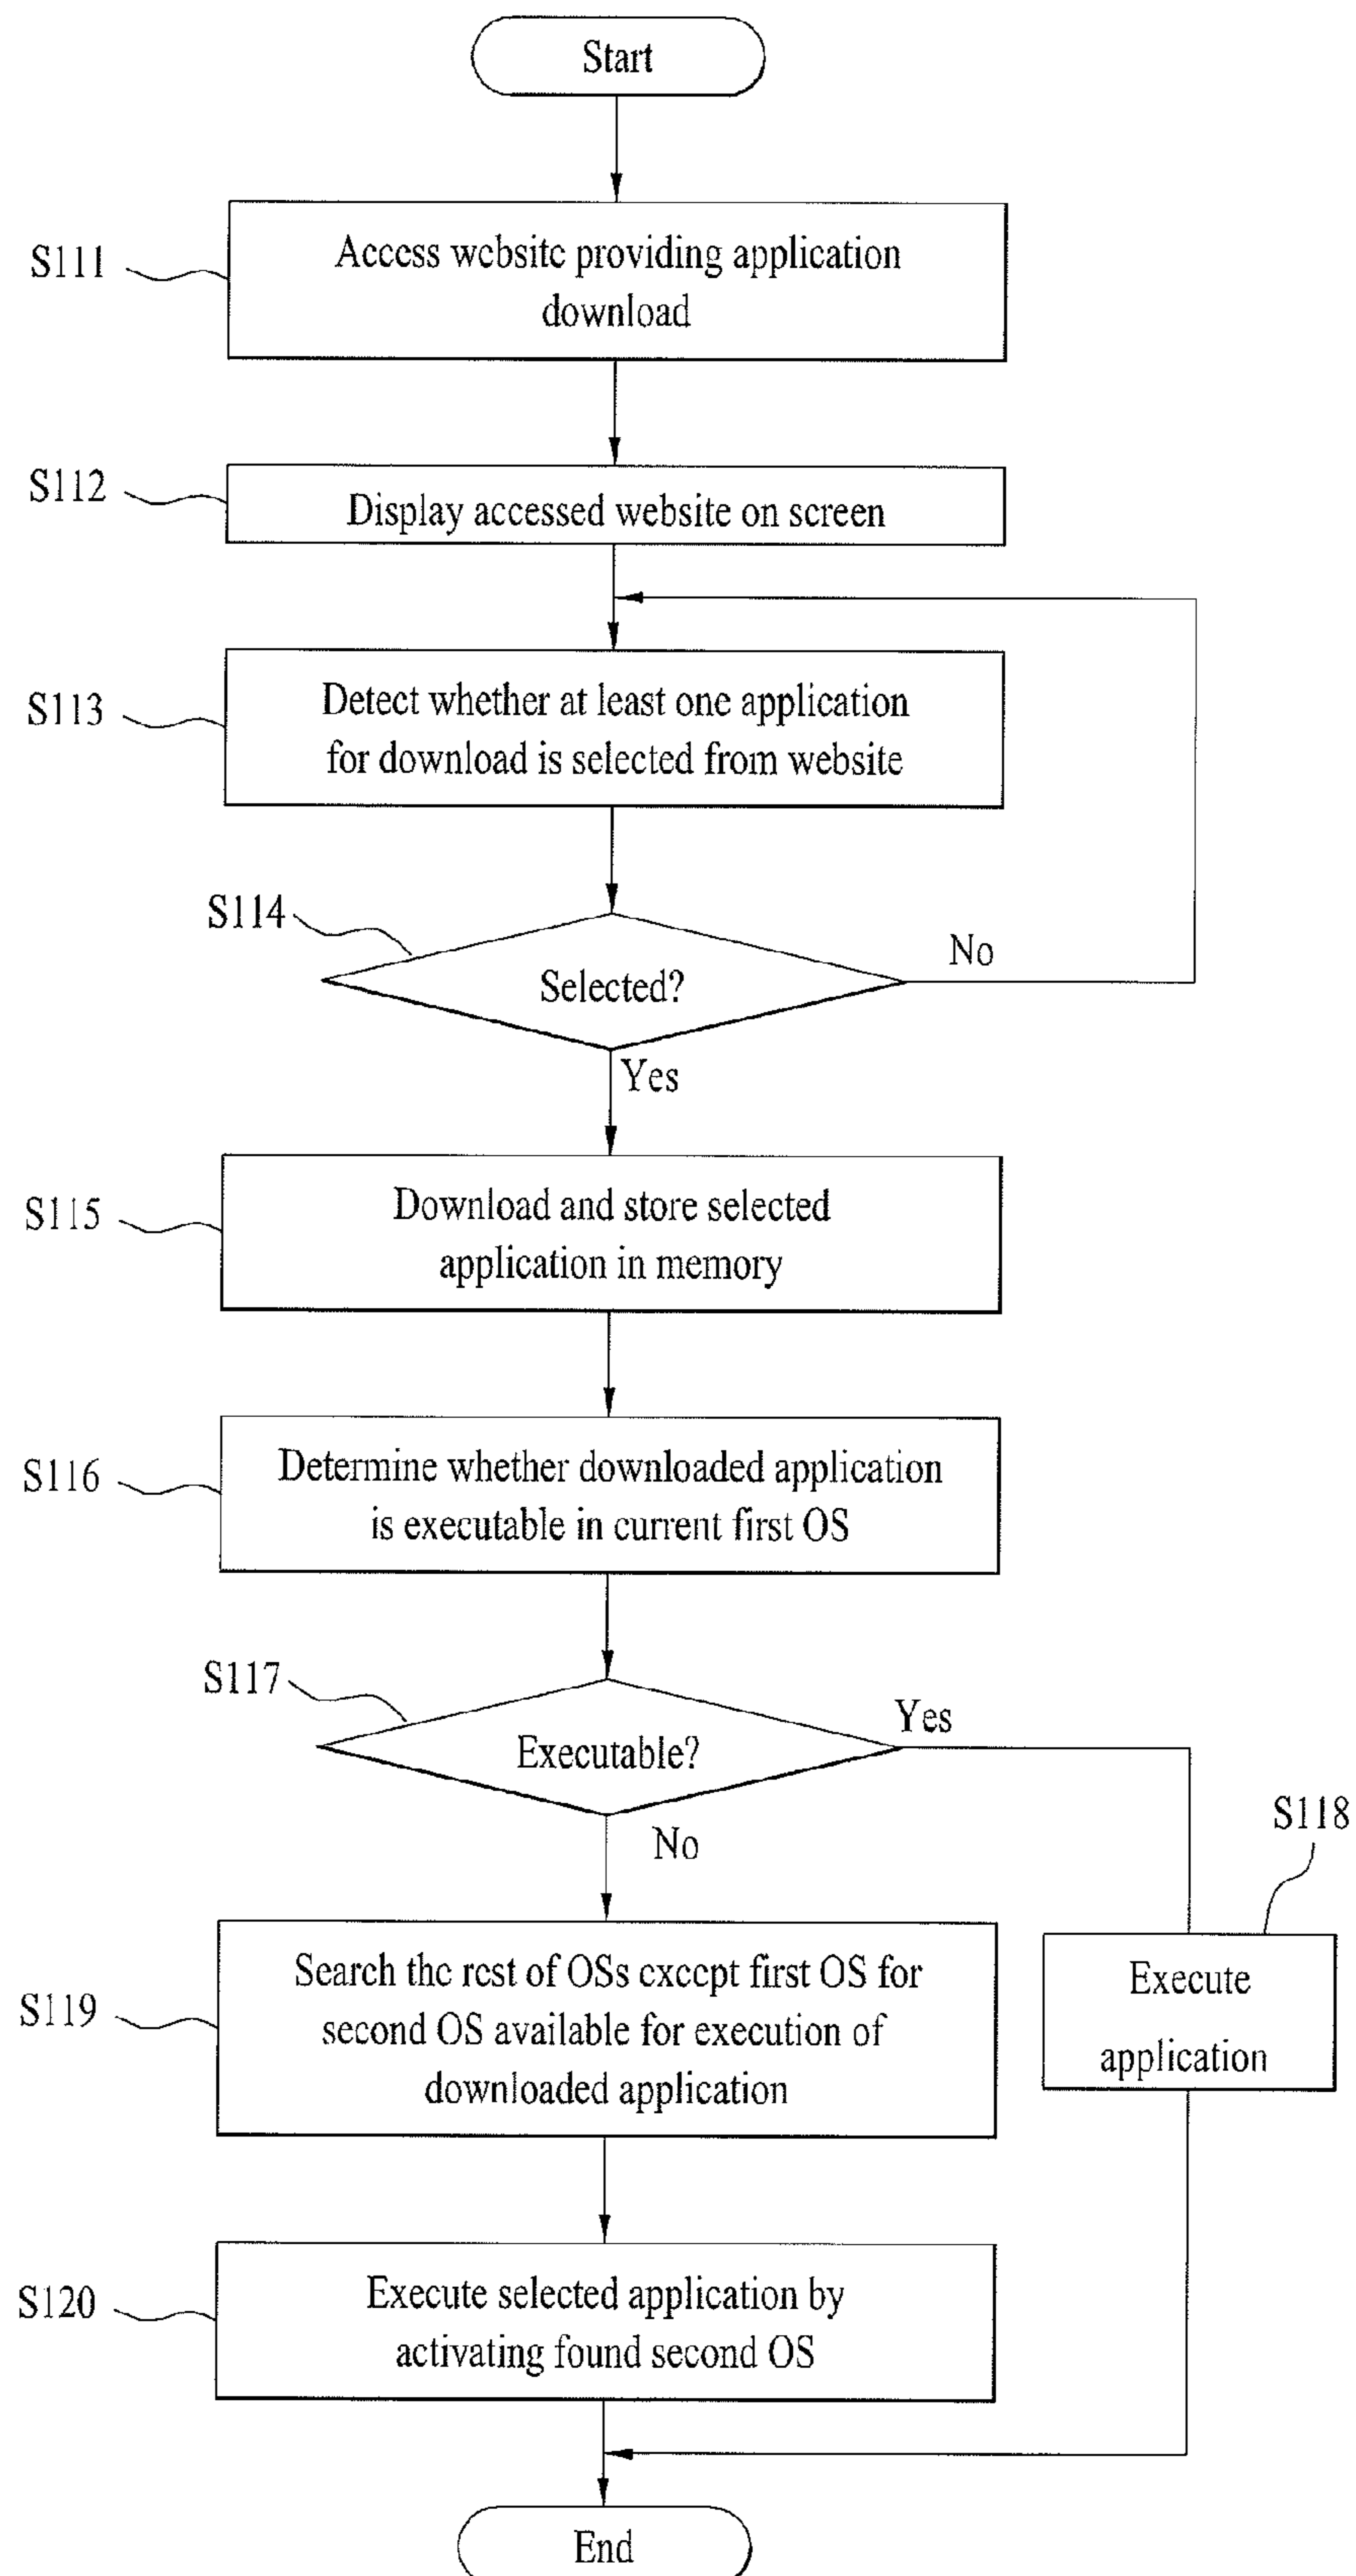 Start
S111
Access website providing application
download
S112
Display accessed website on screen
S113
Detect whether at least one application
for download is selected from website
S114
Selected?
No
Yes
S115
Download and store selected
application in memory
S116
Determine whether downloaded application
is executable in current first OS
S117
Executable?
Yes
No
S118
Execute
application
S119
Search the rest of OSs except first OS for
second OS available for execution of
downloaded application
S120
Execute selected application by
activating found second OS
End